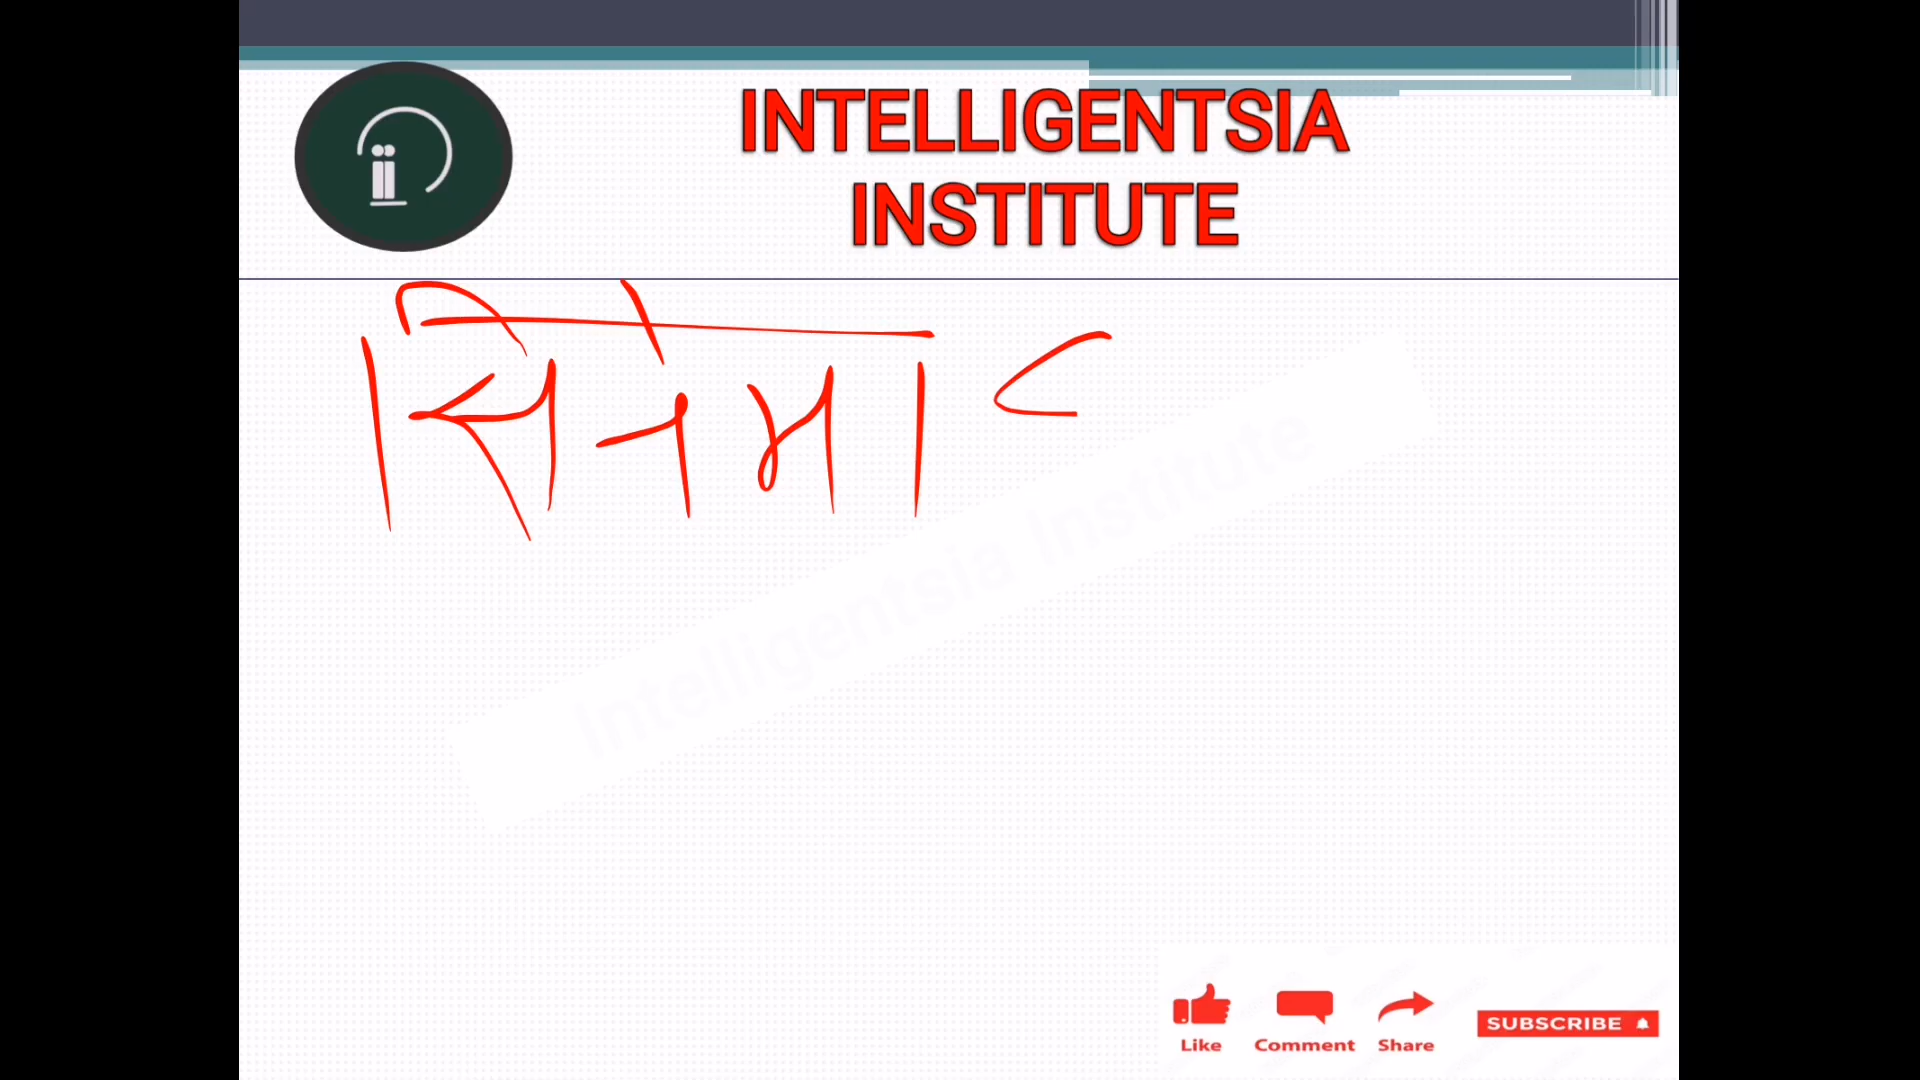 INTELLIGENTSIA
INSTITUTE
सिनेमा
Intelligentsia Institute
Like Comment Share SUBSCRIBE